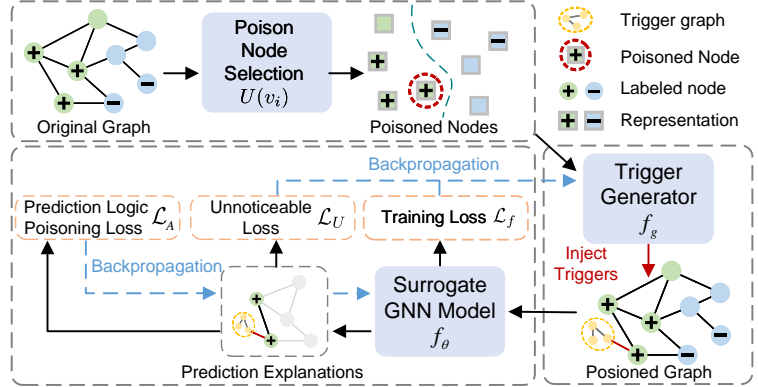 Poison
Node
Selection
U(v_i)
Original Graph
Poisoned Nodes
Trigger graph
Poisoned Node
Labeled node
Representation
Backpropagation
Prediction Logic
Poisoning Loss ℒ_A
Unnoticeable
Loss ℒ_U
Training Loss ℒ_f
Backpropagation
Surrogate
GNN Model
f_θ
Prediction Explanations
Trigger
Generator
f_g
Inject
Triggers
Posioned Graph